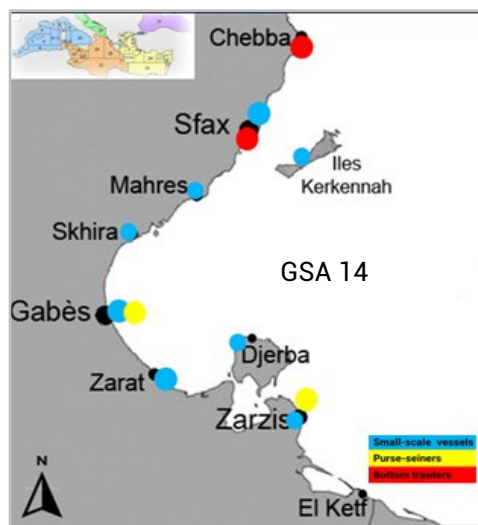 Chebba
Sfax
Iles
Kerkennah
Mahres
Skhira
GSA 14
Gabès
Djerba
Zarat
Zarzis
Small-scale vessels
Purse-seiners
Bottom trawlers
N
El Ketf